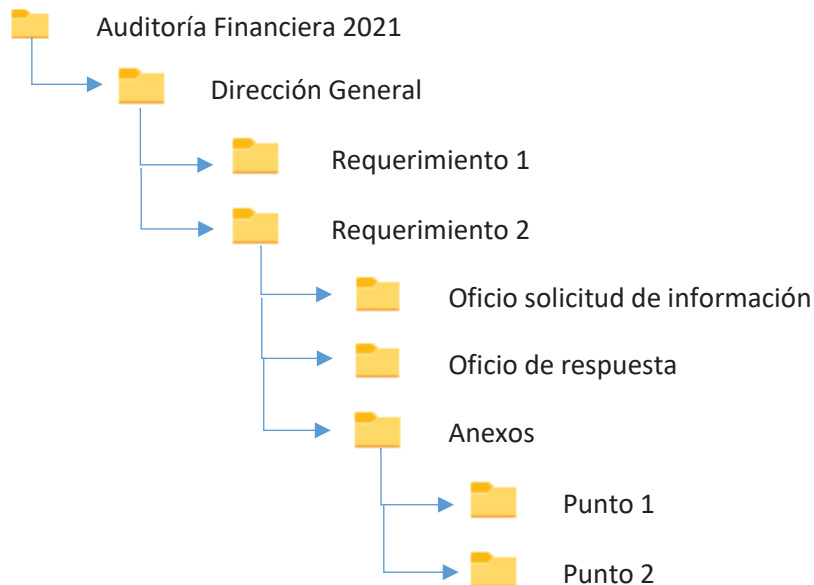 Auditoría Financiera 2021
Dirección General
Requerimiento 1
Requerimiento 2
Oficio solicitud de información
Oficio de respuesta
Anexos
Punto 1
Punto 2